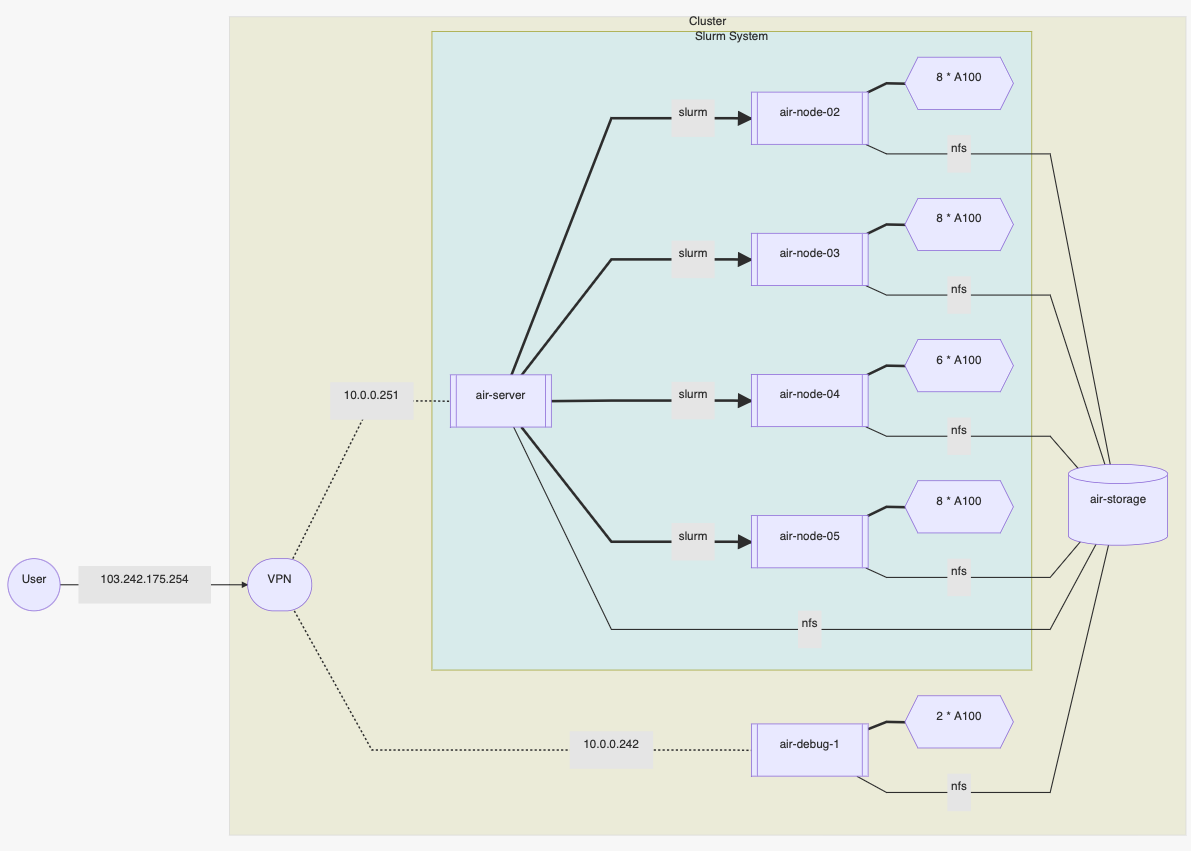 Cluster
Slurm System
8 * A100
slurm
air-node-02
nfs
8 * A100
slurm
air-node-03
nfs
6 * A100
slurm
air-node-04
10.0.0.251
air-server
nfs
8 * A100
air-storage
slurm
air-node-05
nfs
User
103.242.175.254
VPN
nfs
2 * A100
10.0.0.242
air-debug-1
nfs